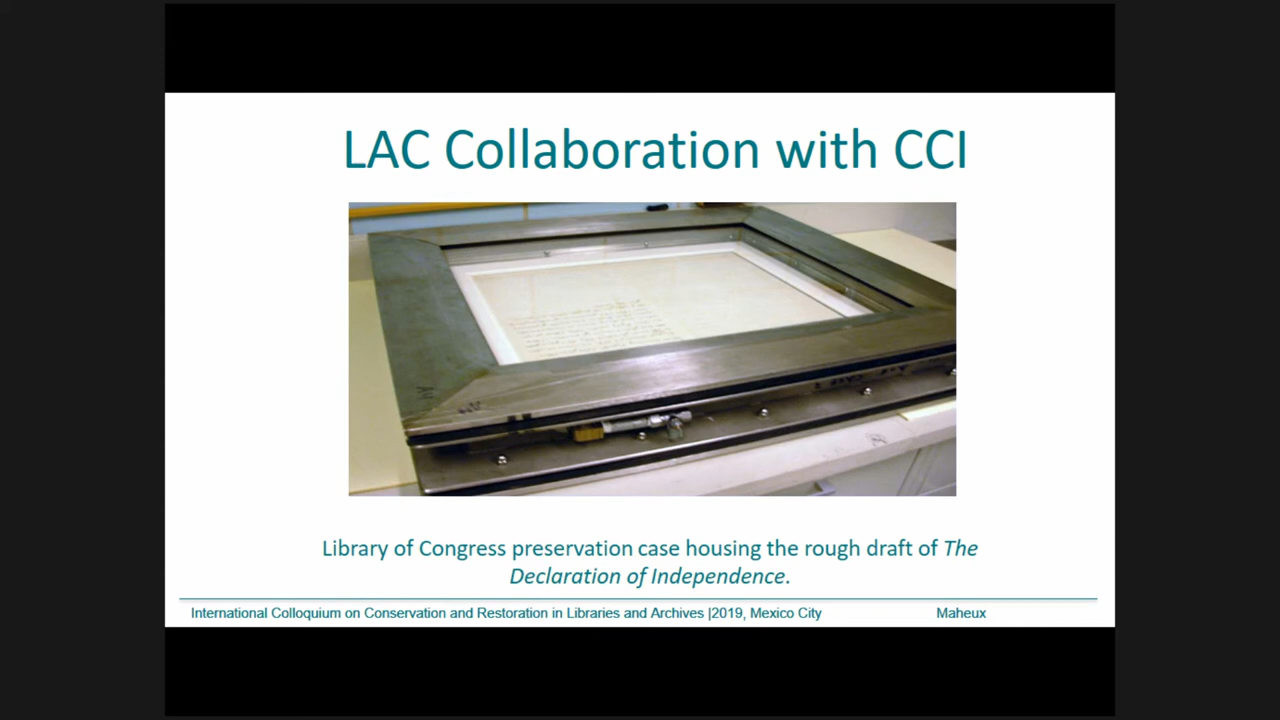 LAC Collaboration with CCI
Library of Congress preservation case housing the rough draft of The
Declaration of Independence.
International Colloquium on Conservation and Restoration in Libraries and Archives |2019, Mexico City Maheux